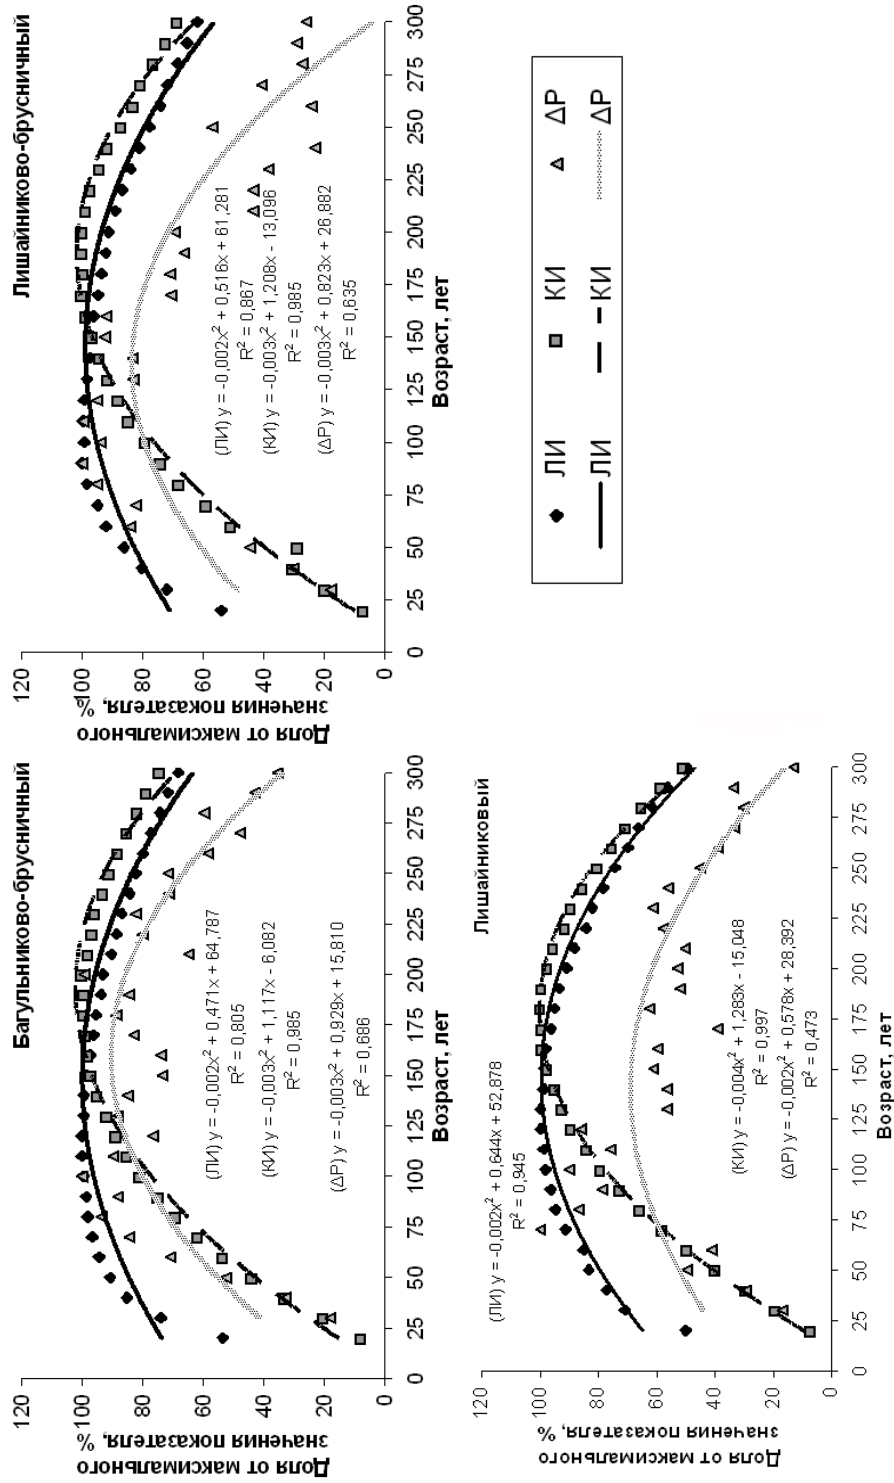 Багульниково-брусничный
Доля от максимального
значения показателя,
%
120
100
80
60
40
20
0
(ЛИ) y = -0,002x² + 0,471x + 64,787
R² = 0,805
(КИ) y = -0,003x² + 1,117x - 6,082
R² = 0,985
(ΔР) y = -0,003x² + 0,929x + 15,810
R² = 0,686
0 25 50 75 100 125 150 175 200 225 250 275 300
Возраст, лет
Лишайниково-брусничный
Доля от максимального
значения показателя,
%
120
100
80
60
40
20
0
(ЛИ) y = -0,002x² + 0,516x + 61,281
R² = 0,867
(КИ) y = -0,003x² + 1,208x - 13,096
R² = 0,985
(ΔР) y = -0,003x² + 0,823x + 26,882
R² = 0,635
0 25 50 75 100 125 150 175 200 225 250 275 300
Возраст, лет
Лишайниковый
Доля от максимального
значения показателя,
%
120
100
80
60
40
20
0
(ЛИ) y = -0,002x² + 0,644x + 52,878
R² = 0,945
(КИ) y = -0,004x² + 1,283x - 15,048
R² = 0,997
(ΔР) y = -0,002x² + 0,578x + 28,392
R² = 0,473
0 25 50 75 100 125 150 175 200 225 250 275 300
Возраст, лет
ЛИ КИ ΔР
ЛИ КИ ΔР